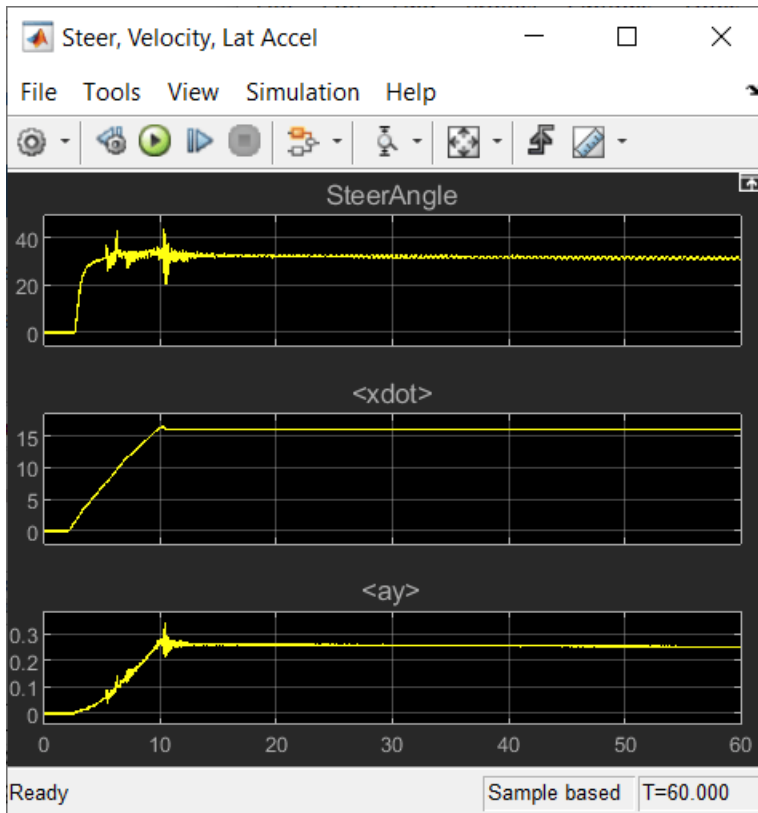 Steer, Velocity, Lat Accel
File Tools View Simulation Help
SteerAngle
40
20
0
<xdot>
15
10
5
0
<ay>
0.3
0.2
0.1
0
0 10 20 30 40 50 60
Ready Sample based T=60.000